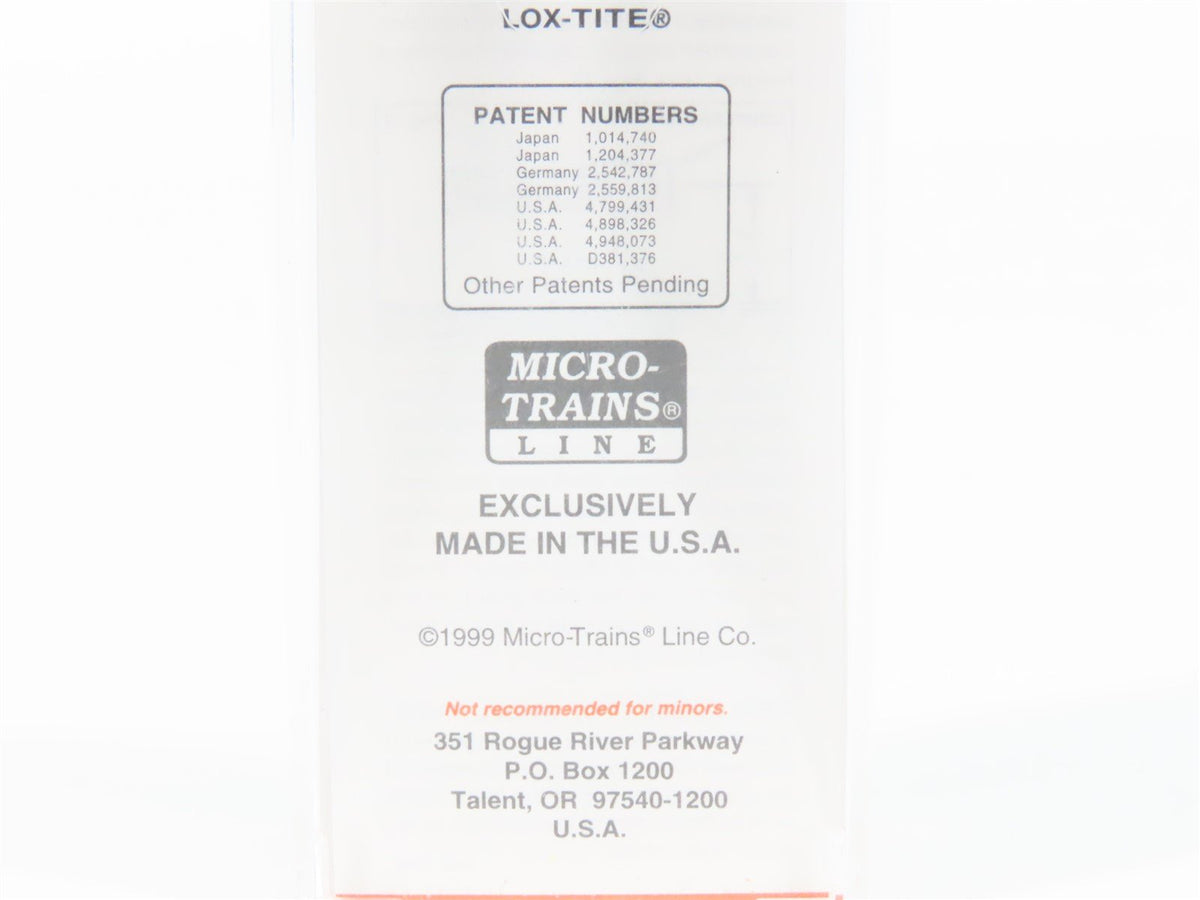 LOX-TITE®
PATENT NUMBERS
Japan 1,014,740
Japan 1,204,377
Germany 2,542,787
Germany 2,559,813
U.S.A. 4,799,431
U.S.A. 4,898,326
U.S.A. 4,948,073
U.S.A. D381,376
Other Patents Pending
MICRO-
TRAINS®
LINE
EXCLUSIVELY
MADE IN THE U.S.A.
©1999 Micro-Trains® Line Co.
Not recommended for minors.
351 Rogue River Parkway
P.O. Box 1200
Talent, OR 97540-1200
U.S.A.